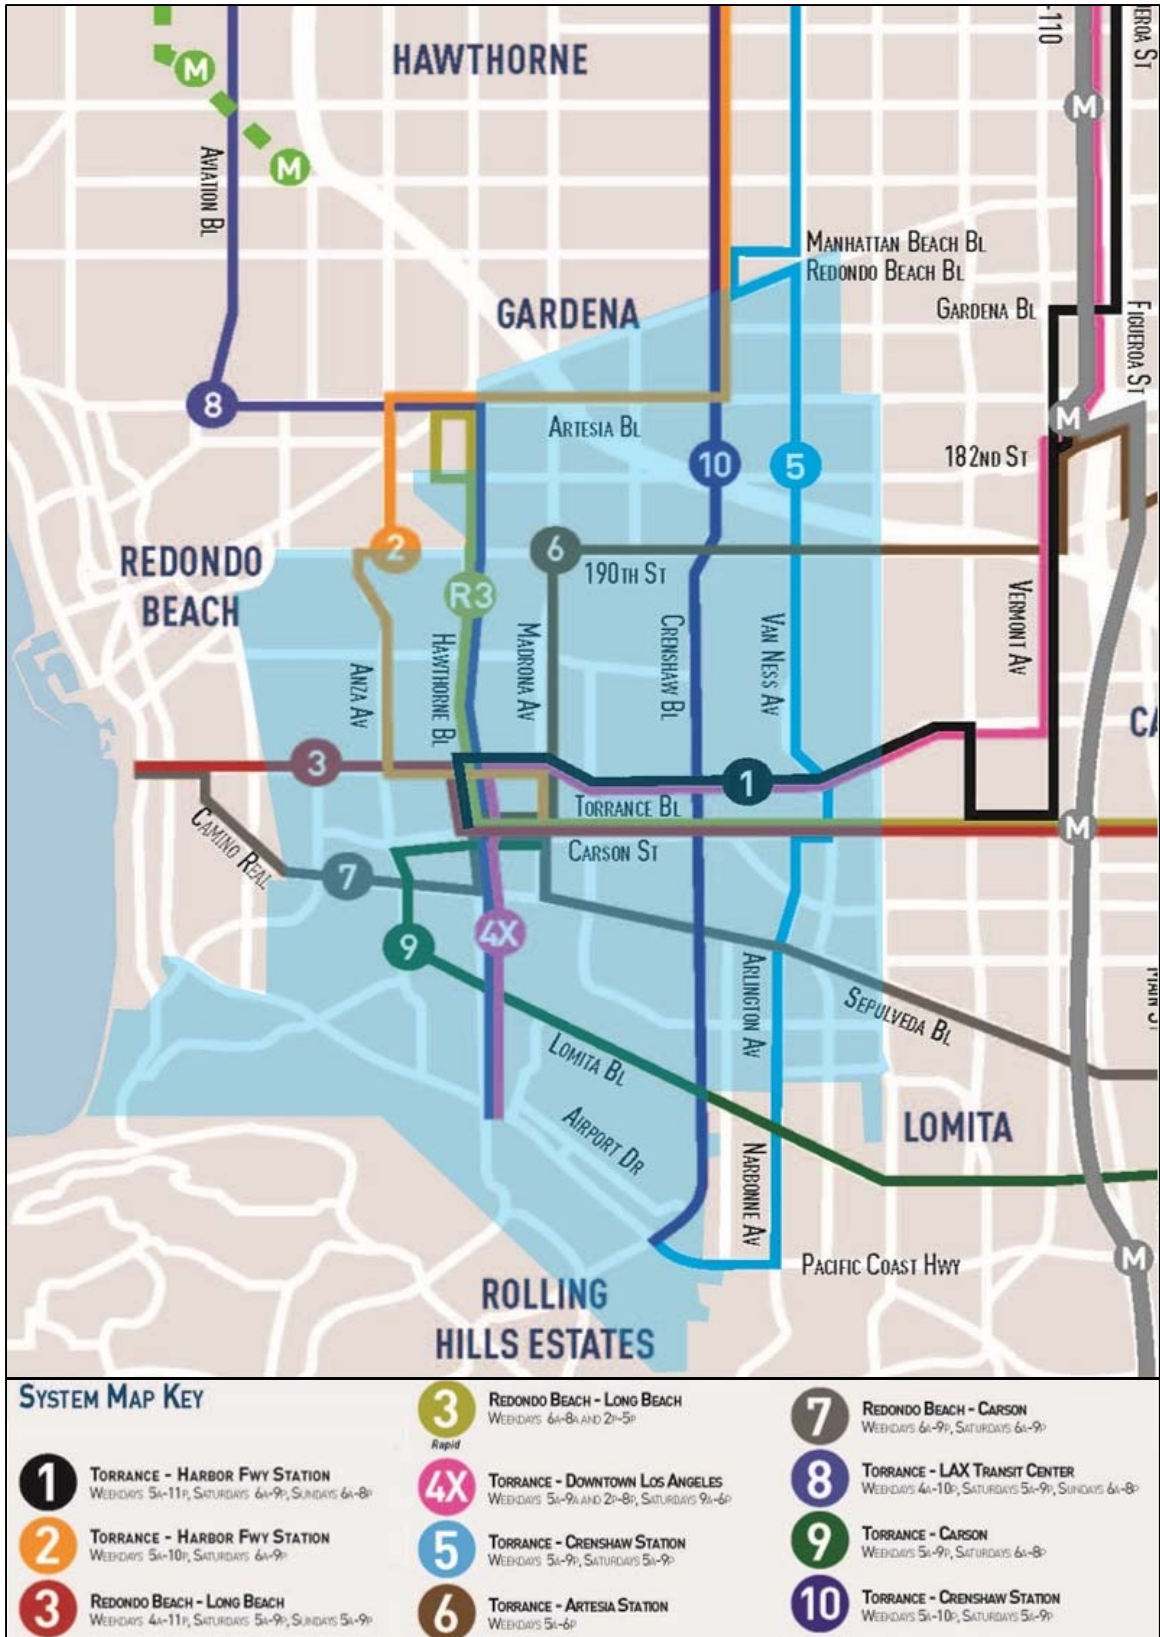 HAWTHORNE
-110
EROA ST
M
M
M
AVIATION BL
MANHATTAN BEACH BL
REDONDO BEACH BL
GARDENA
GARDENA BL
FIGUEROA ST
8
ARTESIA BL
M
182ND ST
10
5
REDONDO
BEACH
2
6
190TH ST
R3
ANZA AV
HAWTHORNE BL
MADRONA AV
CRENSHAW BL
VAN NESS AV
VERMONT AV
CA
3
1
TORRANCE BL
M
CAMINO REAL
CARSON ST
7
9
4X
ARLINGTON AV
SEPULVEDA BL
MAIN ST
LOMITA BL
AIRPORT DR
LOMITA
NARBONNE AV
PACIFIC COAST HWY
M
ROLLING
HILLS ESTATES
SYSTEM MAP KEY
1
TORRANCE - HARBOR FWY STATION
WEEKDAYS 5A-11P, SATURDAYS 6A-9P, SUNDAYS 6A-8P
2
TORRANCE - HARBOR FWY STATION
WEEKDAYS 5A-10P, SATURDAYS 6A-9P
3
REDONDO BEACH - LONG BEACH
WEEKDAYS 4A-11P, SATURDAYS 5A-9P, SUNDAYS 5A-9P
3
Rapid
REDONDO BEACH - LONG BEACH
WEEKDAYS 6A-8A AND 2P-5P
4X
TORRANCE - DOWNTOWN LOS ANGELES
WEEKDAYS 5A-9A AND 2P-8P, SATURDAYS 9A-6P
5
TORRANCE - CRENSHAW STATION
WEEKDAYS 5A-9P, SATURDAYS 5A-9P
6
TORRANCE - ARTESIA STATION
WEEKDAYS 5A-6P
7
REDONDO BEACH - CARSON
WEEKDAYS 6A-9P, SATURDAYS 6A-9P
8
TORRANCE - LAX TRANSIT CENTER
WEEKDAYS 4A-10P, SATURDAYS 5A-9P, SUNDAYS 6A-8P
9
TORRANCE - CARSON
WEEKDAYS 5A-9P, SATURDAYS 6A-8P
10
TORRANCE - CRENSHAW STATION
WEEKDAYS 5A-10P, SATURDAYS 5A-9P